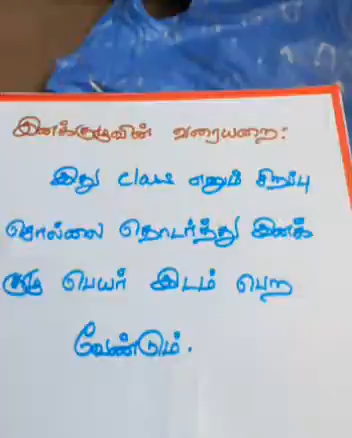 இனக்குழுவின் வரையறை:
இது class எனும் சிறப்பு
சொல்லை தொடர்ந்து இனக்
குழு பெயர் இடம் பெற
வேண்டும்.